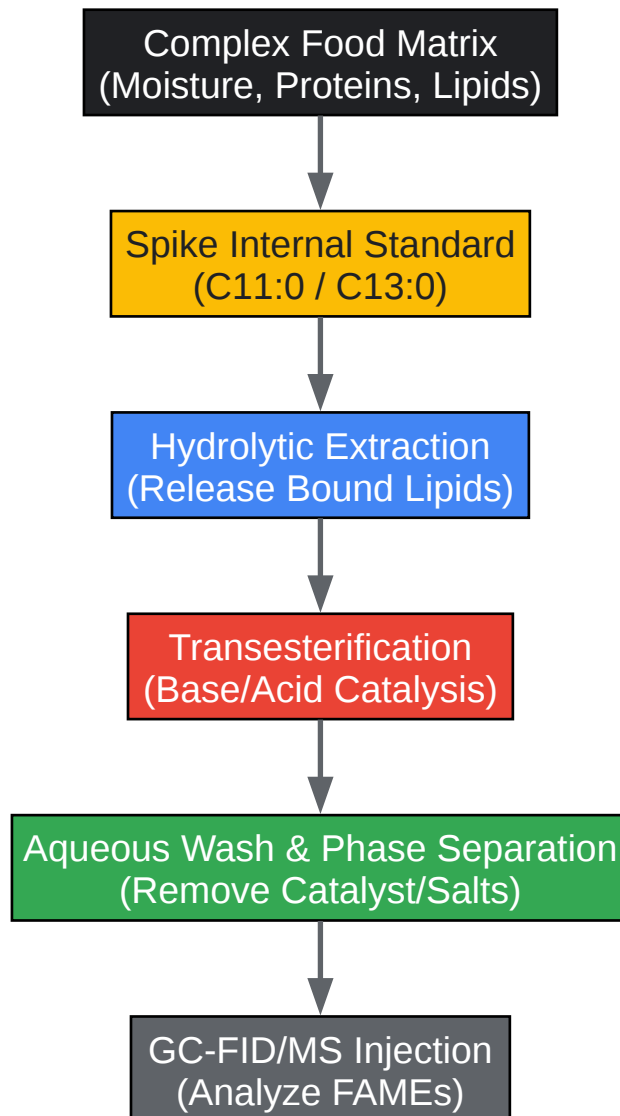 Complex Food Matrix
(Moisture, Proteins, Lipids)
Spike Internal Standard
(C11:0 / C13:0)
Hydrolytic Extraction
(Release Bound Lipids)
Transesterification
(Base/Acid Catalysis)
Aqueous Wash & Phase Separation
(Remove Catalyst/Salts)
GC-FID/MS Injection
(Analyze FAMEs)